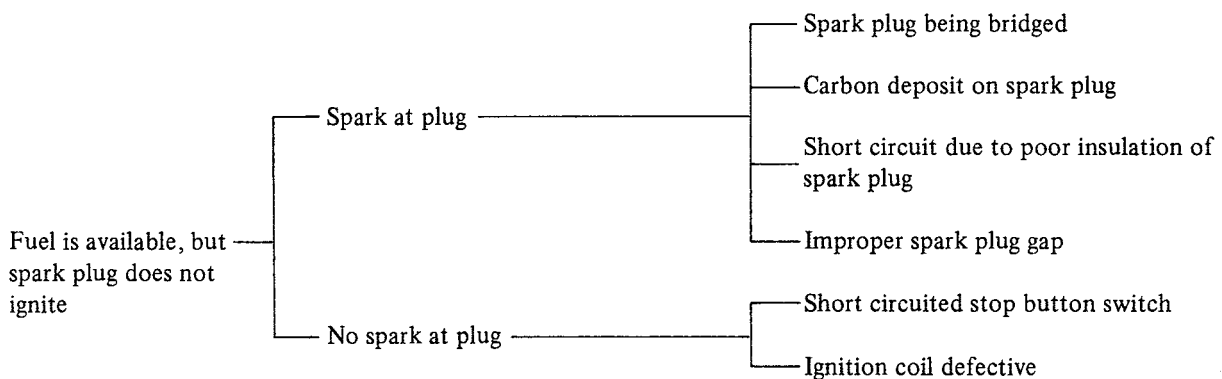 Fuel is available, but
spark plug does not
ignite
Spark at plug
Spark plug being bridged
Carbon deposit on spark plug
Short circuit due to poor insulation of
spark plug
Improper spark plug gap
No spark at plug
Short circuited stop button switch
Ignition coil defective